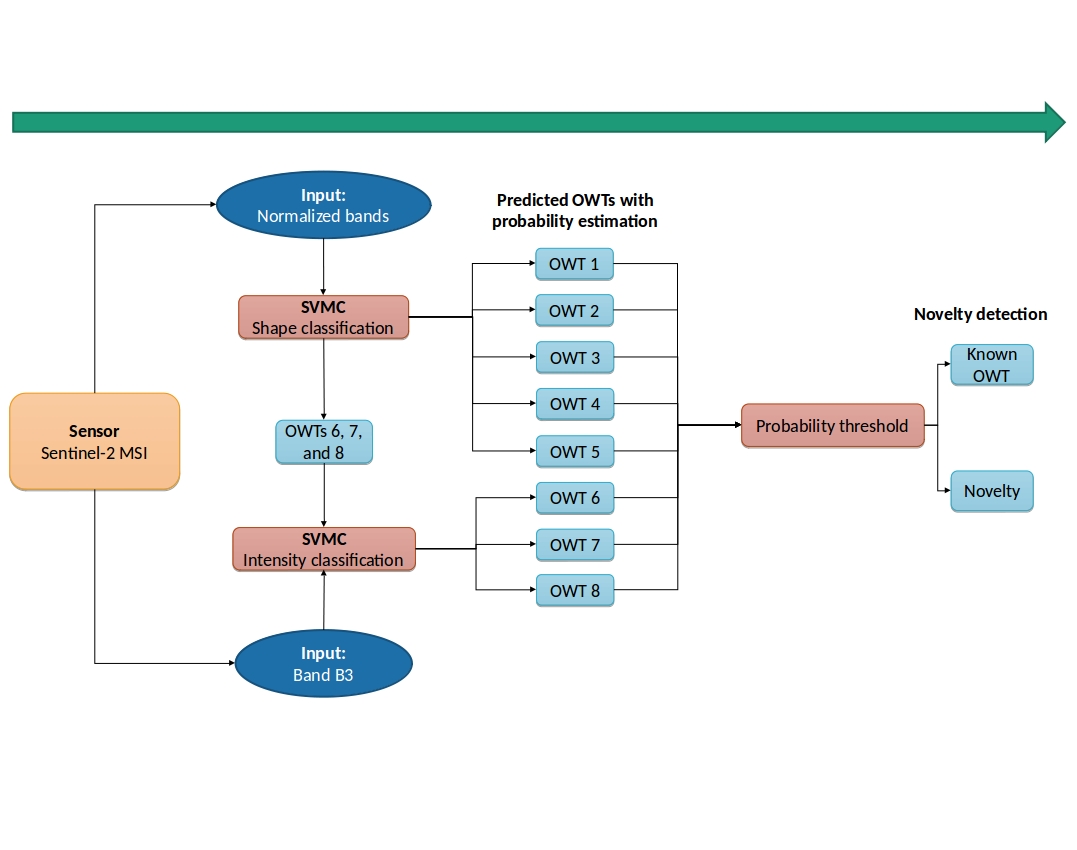 Input:
Normalized bands
Predicted OWTs with
probability estimation
OWT 1
SVMC
Shape classification
OWT 2
OWT 3
OWT 4
OWT 5
OWT 6
OWT 7
OWT 8
Novelty detection
Known
OWT
Probability threshold
Novelty
Sensor
Sentinel-2 MSI
OWTs 6, 7,
and 8
SVMC
Intensity classification
Input:
Band B3